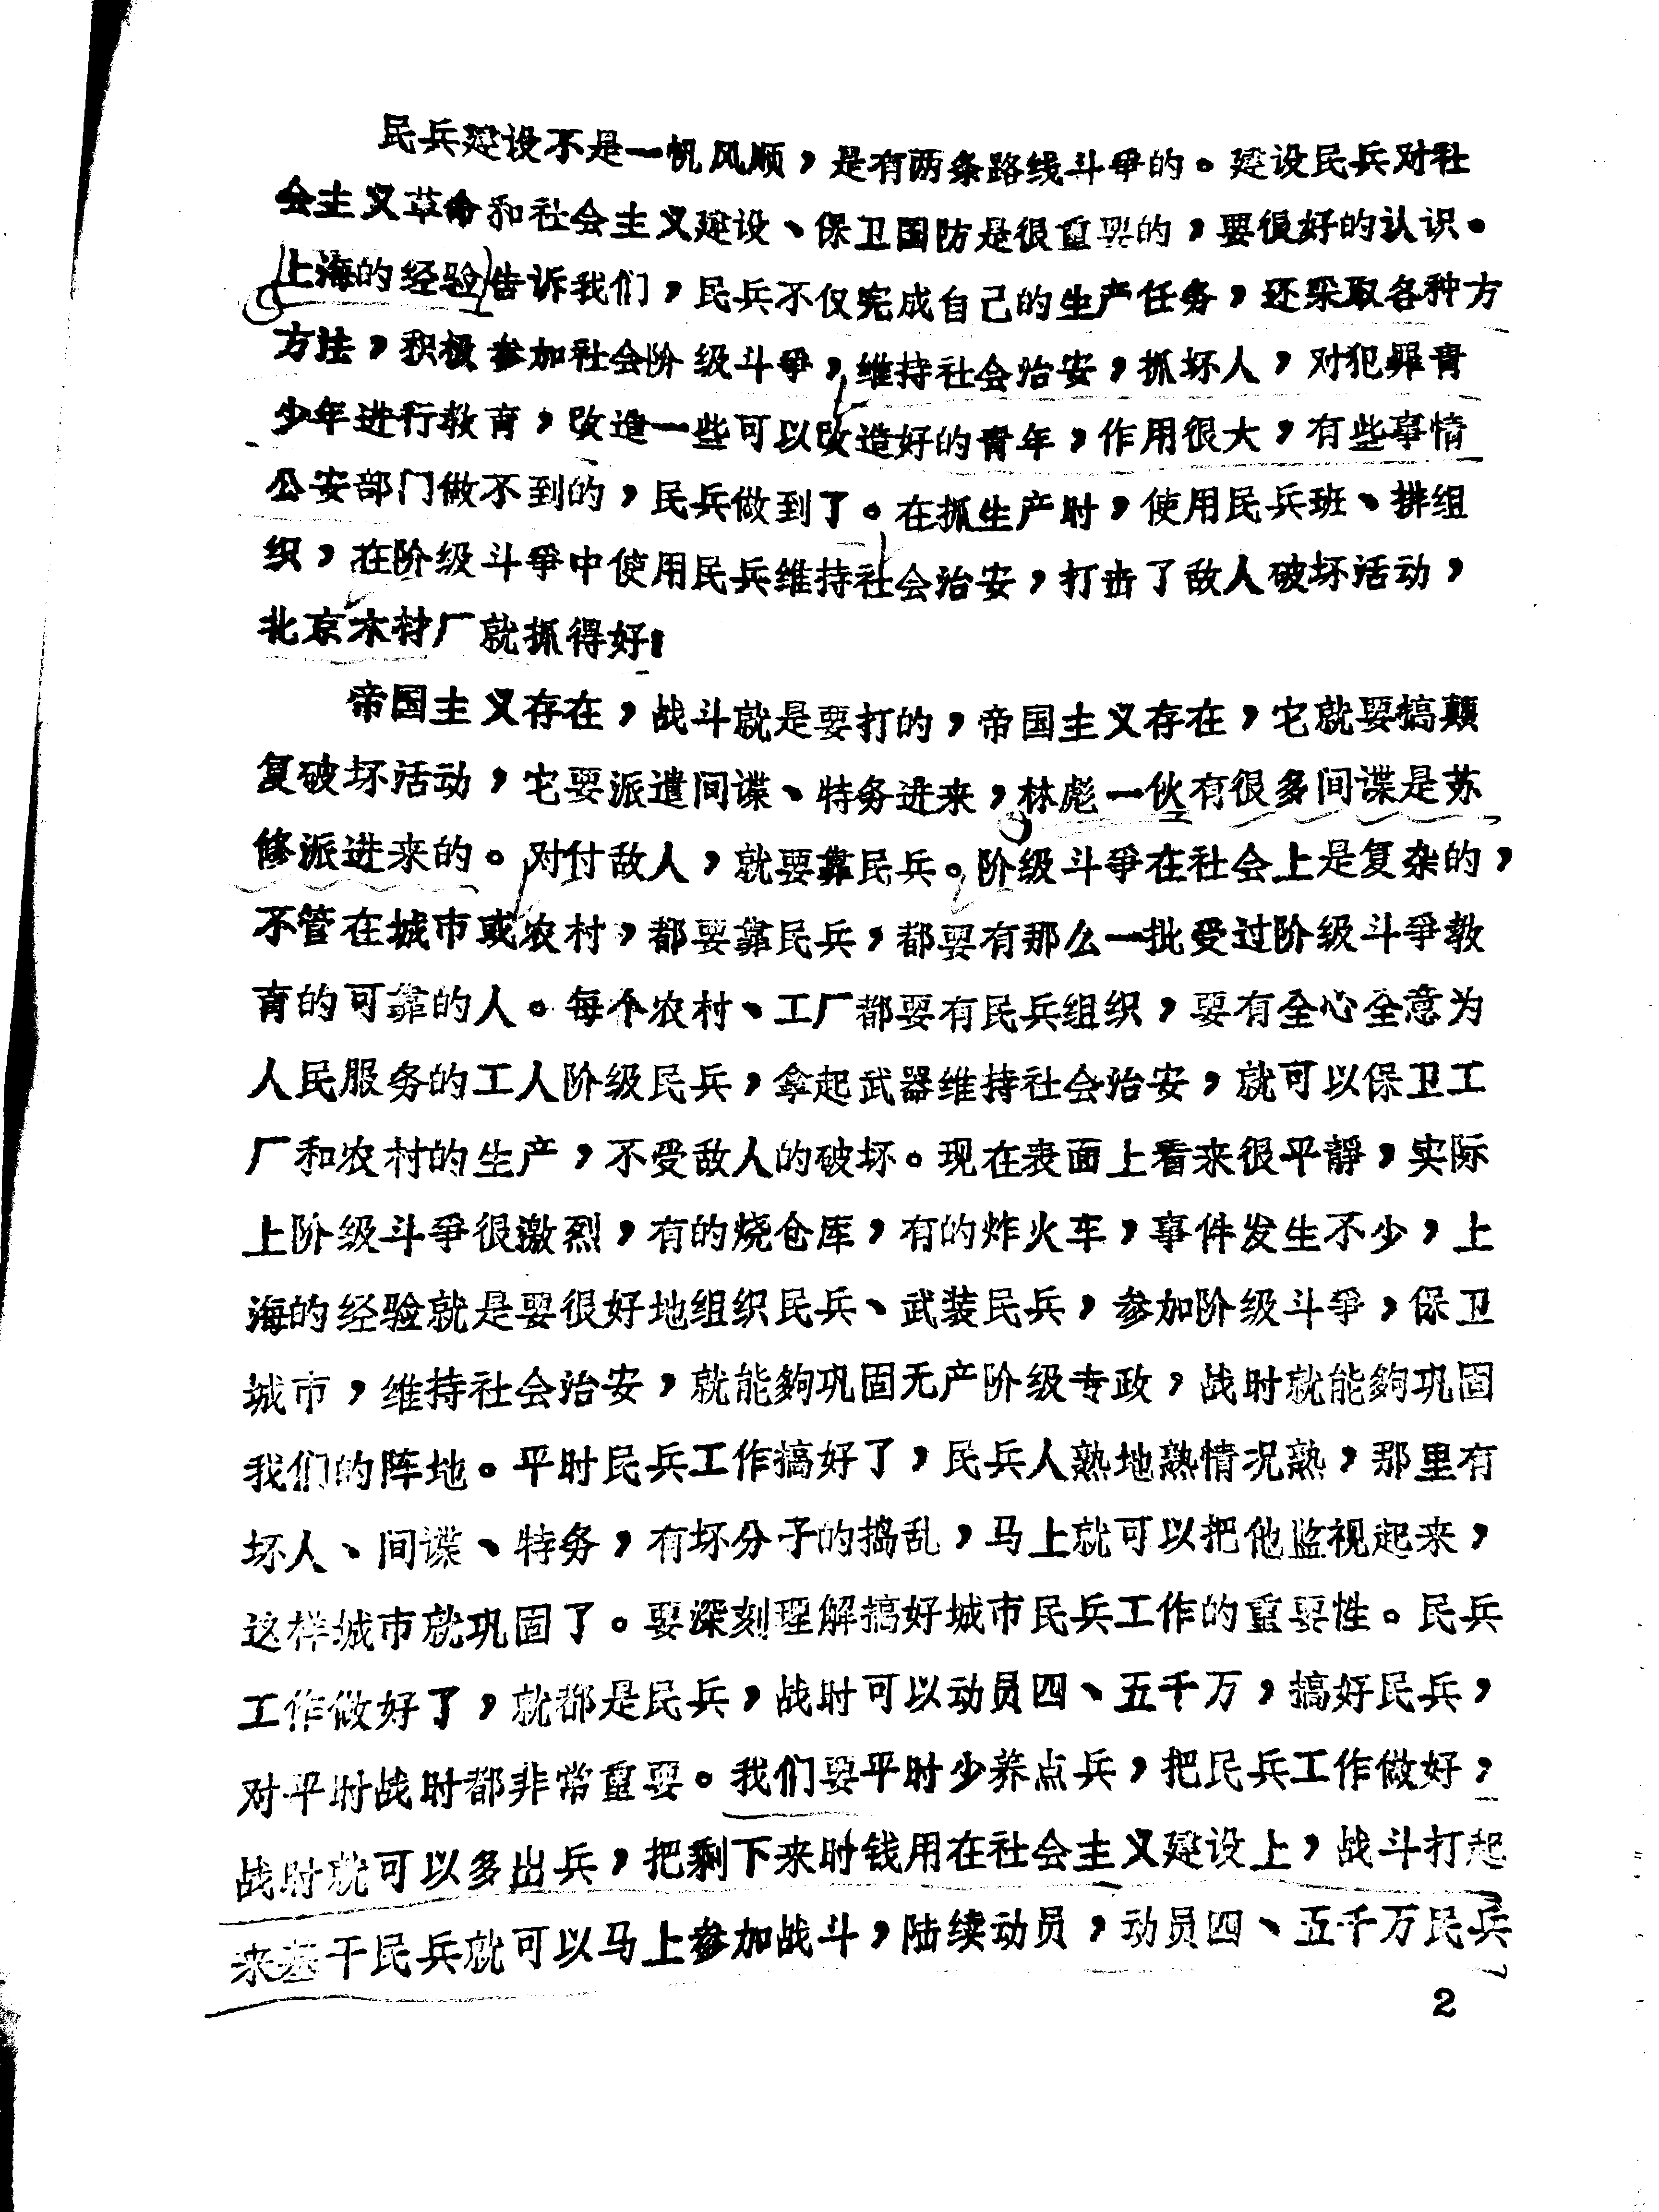 民兵建设不是一帆风顺，是有两条路线斗爭的。建设民兵对社
会主义革命和社会主义建设、保卫国防是很重要的，要很好的认识。
上海的经验告诉我们，民兵不仅完成自己的生产任务，还采取各种方
方法，积极参加社会阶级斗爭，维持社会治安，抓坏人，对犯罪青
少年进行教育，改造一些可以改造好的青年，作用很大，有些事情
公安部门做不到的，民兵做到了。在抓生产时，使用民兵班、排组
织，在阶级斗爭中使用民兵维持社会治安，打击了敌人破坏活动，
北京木材厂就抓得好！
帝国主义存在，战斗就是要打的，帝国主义存在，它就要搞颠
复破坏活动，它要派遣间谍、特务进来，林彪一伙有很多间谍是苏
修派进来的。对付敌人，就要靠民兵。阶级斗爭在社会上是复杂的，
不管在城市或农村，都要靠民兵，都要有那么一批受过阶级斗爭教
育的可靠的人。每个农村、工厂都要有民兵组织，要有全心全意为
人民服务的工人阶级民兵，拿起武器维持社会治安，就可以保卫工
厂和农村的生产，不受敌人的破坏。现在表面上看来很平静，实际
上阶级斗爭很激烈，有的烧仓库，有的炸火车，事件发生不少，上
海的经验就是要很好地组织民兵、武装民兵，参加阶级斗爭，保卫
城市，维持社会治安，就能夠巩固无产阶级专政，战时就能夠巩固
我们的阵地。平时民兵工作搞好了，民兵人熟地熟情况熟，那里有
坏人、间谍、特务，有坏分子的捣乱，马上就可以把他监视起来，
这样城市就巩固了。要深刻理解搞好城市民兵工作的重要性。民兵
工作做好了，就都是民兵，战时可以动员四、五千万，搞好民兵，
对平时战时都非常重要。我们要平时少养点兵，把民兵工作做好，
战时就可以多出兵，把剩下来时钱用在社会主义建设上，战斗打起
来基干民兵就可以马上参加战斗，陆续动员，动员四、五千万民兵
2